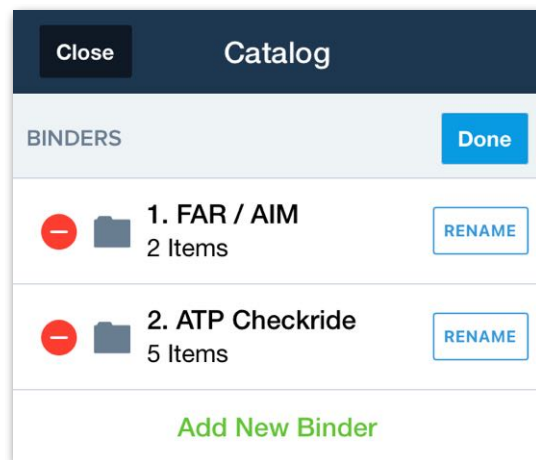 Close Catalog
BINDERS Done
1. FAR / AIM
2 Items
RENAME
2. ATP Checkride
5 Items
RENAME
Add New Binder